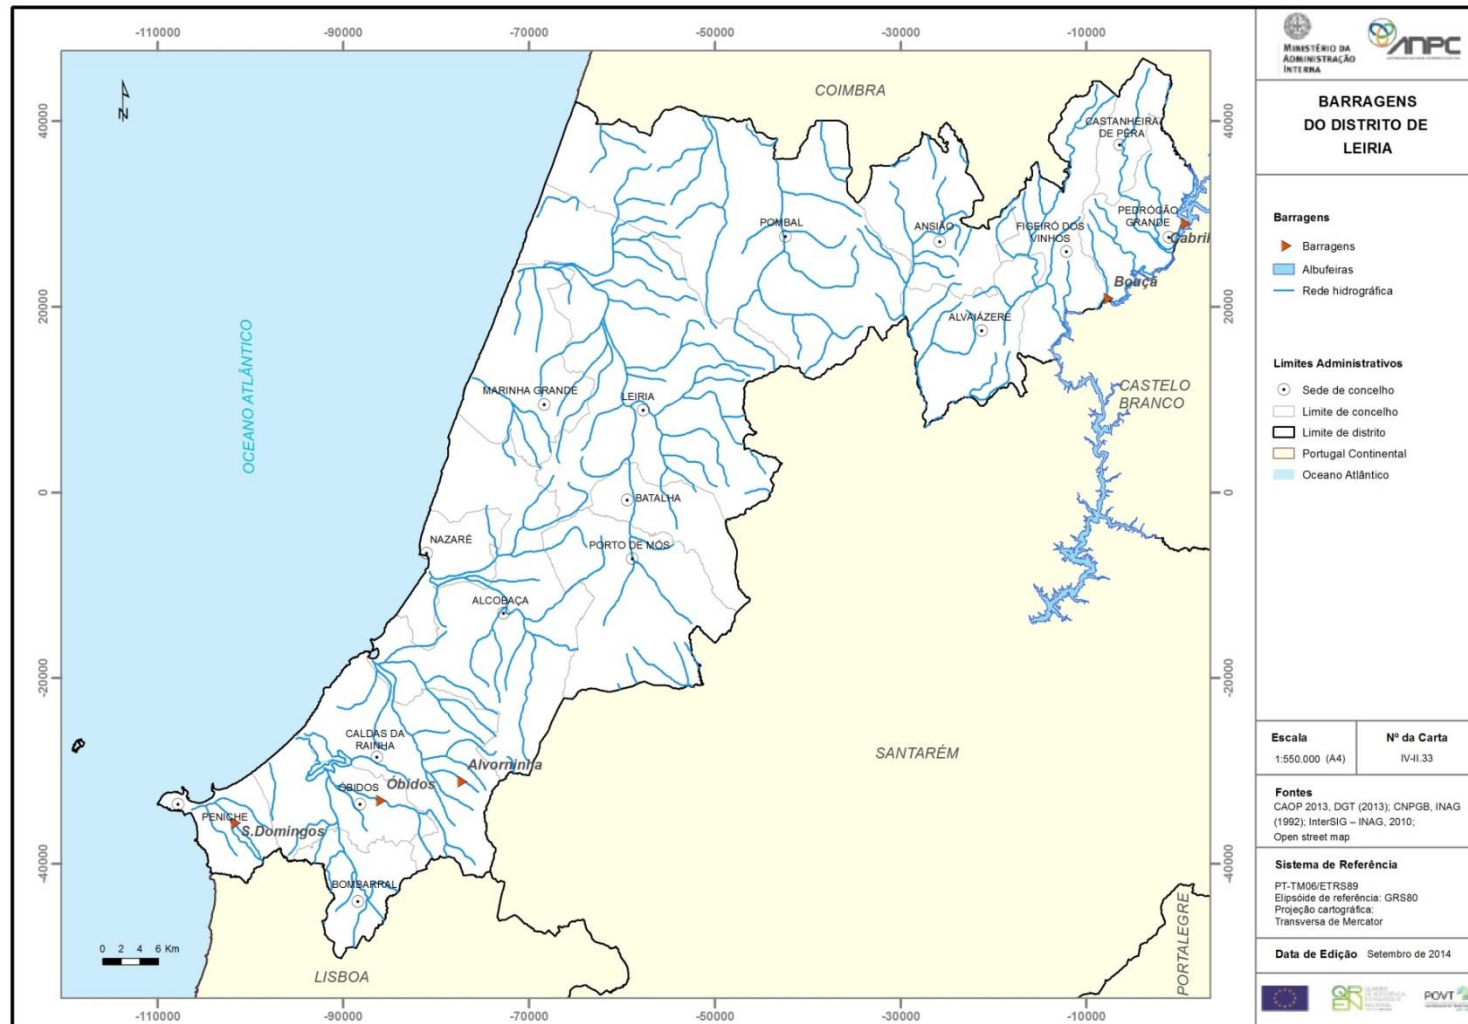 -110000
-90000
-70000
-50000
-30000
-10000
40000
20000
0
-20000
-40000
N
OCEANO ATLÂNTICO
COIMBRA
CASTANHEIRA
DE PÊRA
POMBAL
ANSIÃO
FIGEIRÓ DOS
VINHOS
PEDRÓGÃO
GRANDE
Cabril
Bouçã
ALVAIÁZERE
MARINHA GRANDE
LEIRIA
CASTELO
BRANCO
BATALHA
NAZARÉ
PORTO DE MÓS
ALCOBAÇA
CALDAS DA
RAINHA
SANTARÉM
Alvorninha
Óbidos
ÓBIDOS
PENICHE
S.Domingos
BOMBARRAL
LISBOA
PORTALEGRE
0 2 4 6 Km
40000
20000
0
-20000
-40000
-110000
-90000
-70000
-50000
-30000
-10000
MINISTÉRIO DA
ADMINISTRAÇÃO
INTERNA
ANPC
BARRAGENS
DO DISTRITO DE
LEIRIA
Barragens
Barragens
Albufeiras
Rede hidrográfica
Limites Administrativos
Sede de concelho
Limite de concelho
Limite de distrito
Portugal Continental
Oceano Atlântico
Escala
1:550.000 (A4)
Nº da Carta
IV-II.33
Fontes
CAOP 2013, DGT (2013); CNPGB, INAG
(1992); InterSIG – INAG, 2010;
Open street map
Sistema de Referência
PT-TM06/ETRS89
Elipsóide de referência: GRS80
Projeção cartográfica:
Transversa de Mercator
Data de Edição Setembro de 2014
QREN
POVT